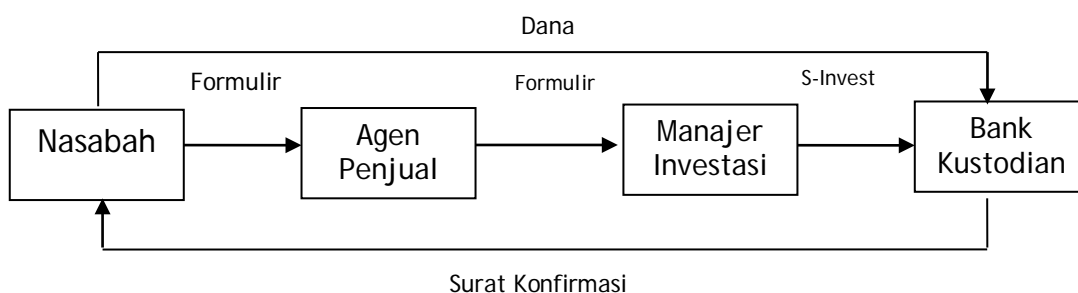 Dana
Formulir
Formulir
S-Invest
Nasabah
Agen
Penjual
Manajer
Investasi
Bank
Kustodian
Surat Konfirmasi